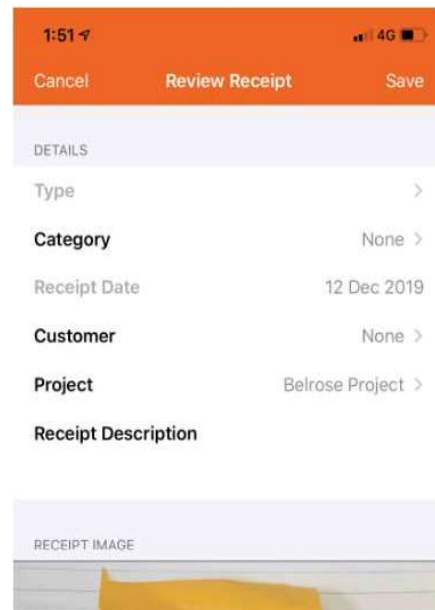 1:51 4G
Cancel Review Receipt Save
DETAILS
Type
Category None
Receipt Date 12 Dec 2019
Customer None
Project Belrose Project
Receipt Description
RECEIPT IMAGE